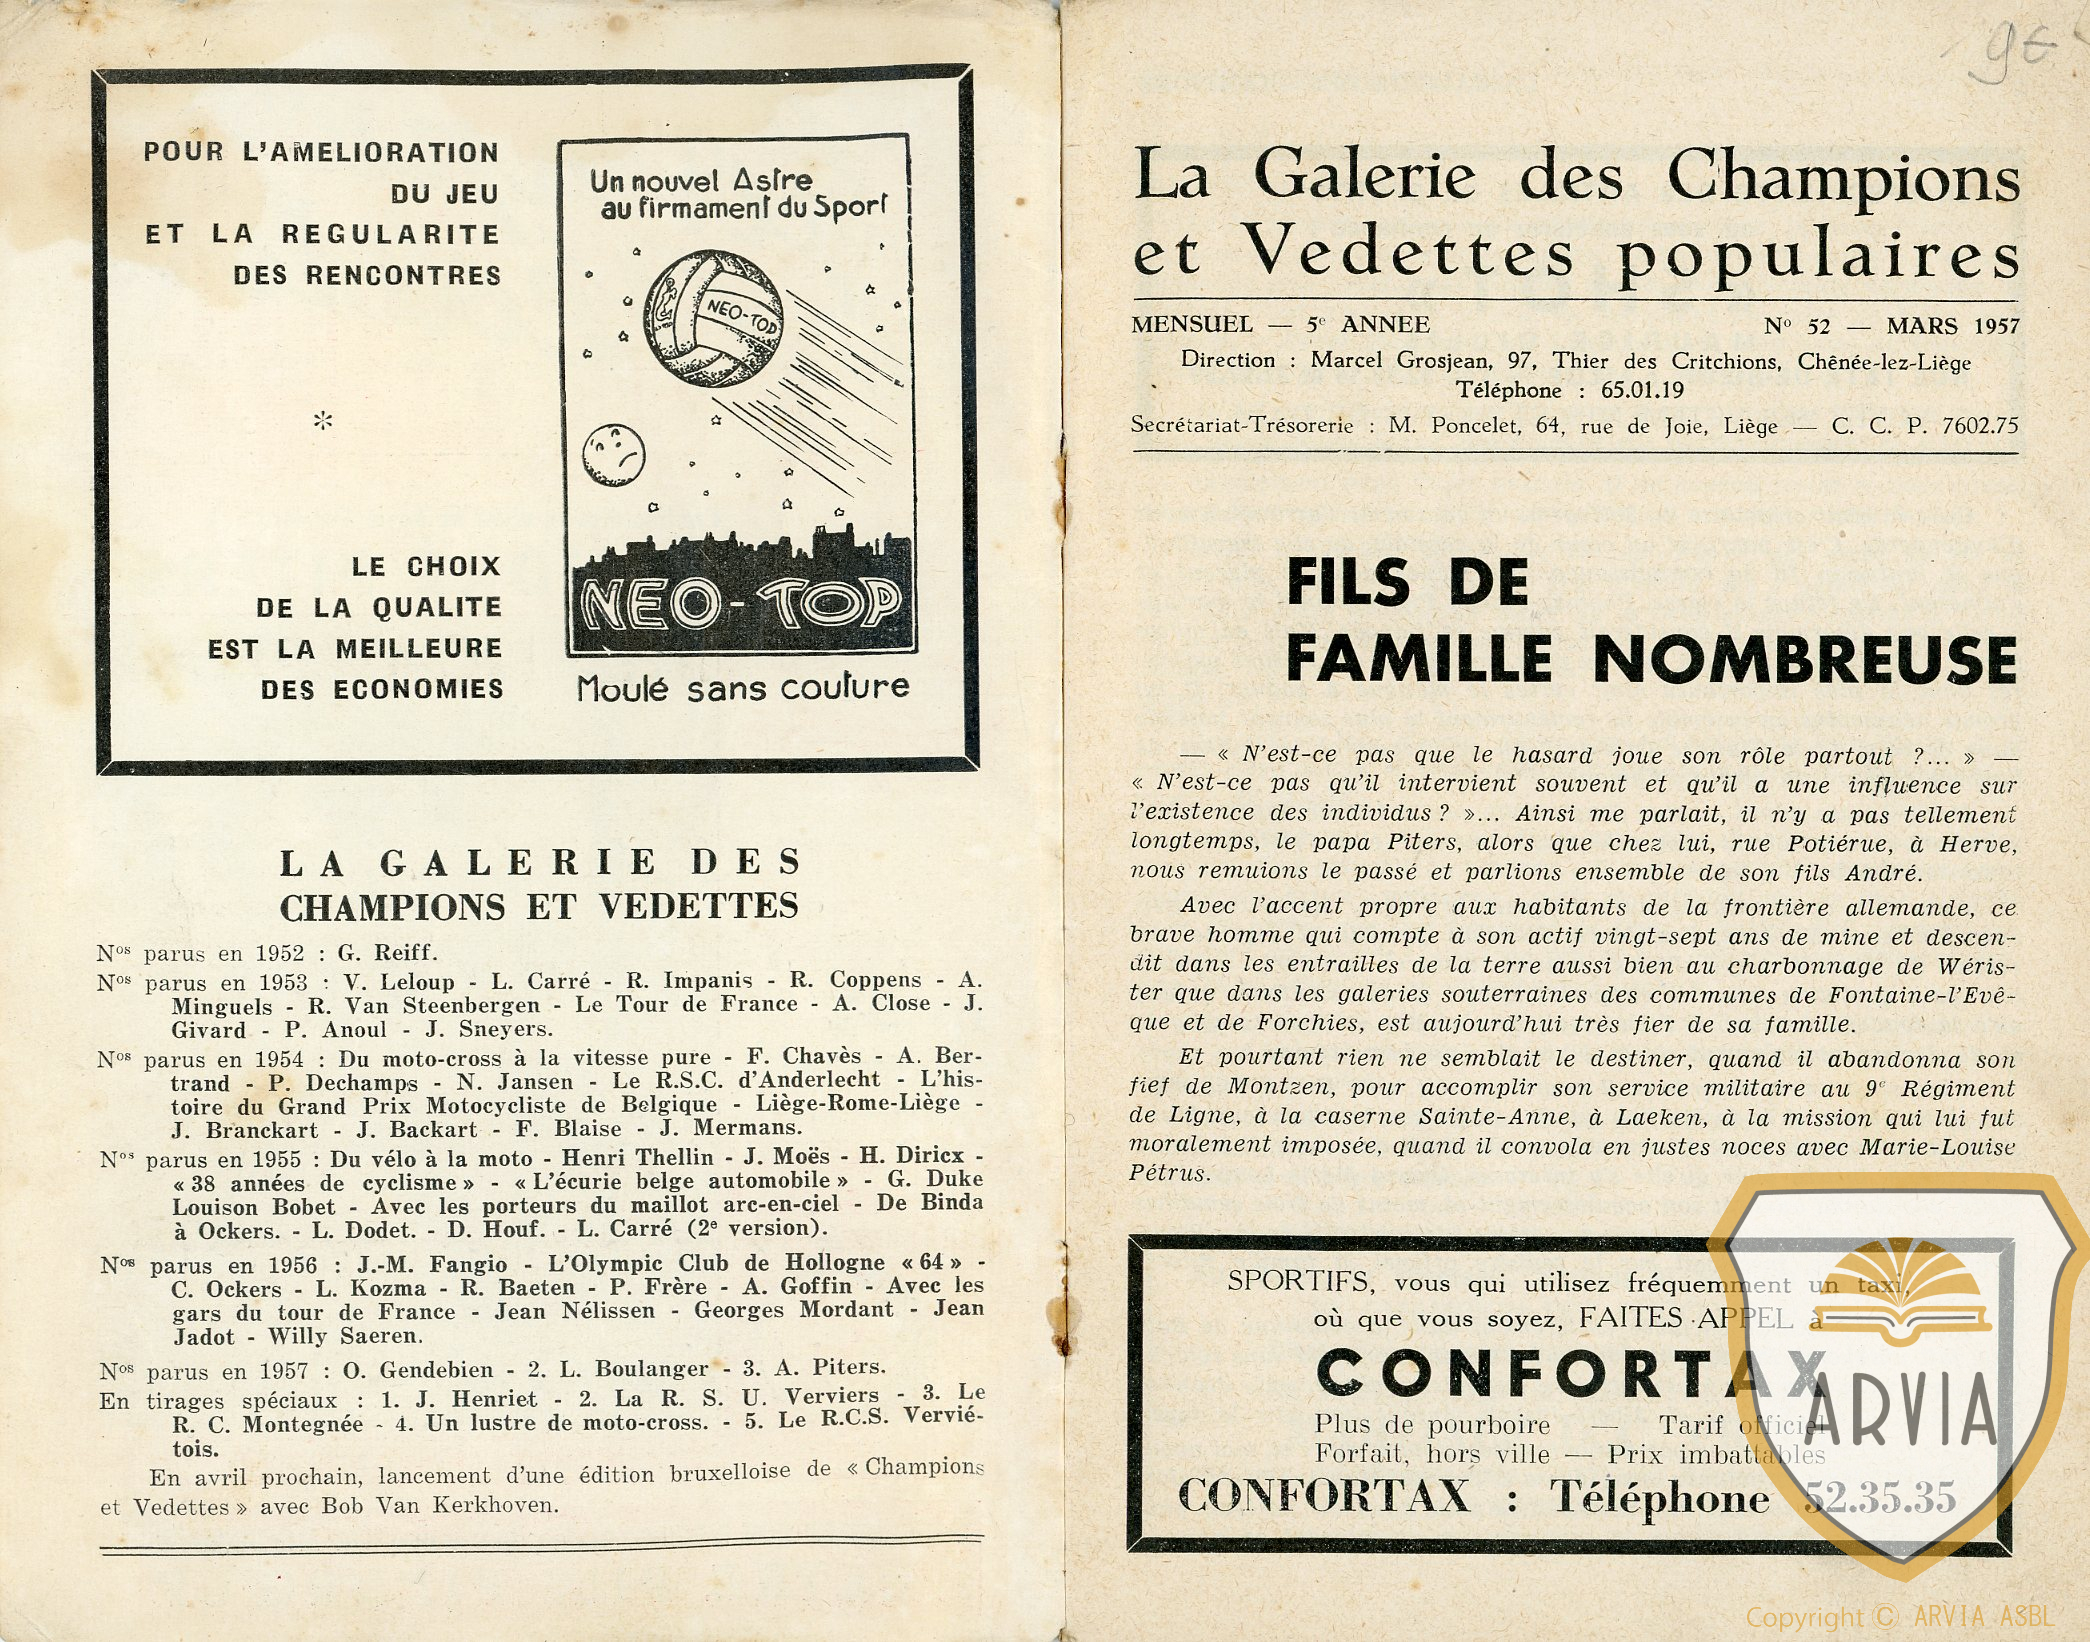 POUR L'AMELIORATION
DU JEU
ET LA REGULARITE
DES RENCONTRES
*
LE CHOIX
DE LA QUALITE
EST LA MEILLEURE
DES ECONOMIES
Un nouvel Astre
au firmament du Sport
NEO-TOP
NEO-TOP
Moulé sans couture
LA GALERIE DES
CHAMPIONS ET VEDETTES
Nos parus en 1952 : G. Reiff.
Nos parus en 1953 : V. Leloup - L. Carré - R. Impanis - R. Coppens - A.
Minguels - R. Van Steenbergen - Le Tour de France - A. Close - J.
Givard - P. Anoul - J. Sneyers.
Nos parus en 1954 : Du moto-cross à la vitesse pure - F. Chavès - A. Ber-
trand - P. Dechamps - N. Jansen - Le R.S.C. d'Anderlecht - L'his-
toire du Grand Prix Motocycliste de Belgique - Liège-Rome-Liège -
J. Branckart - J. Backart - F. Blaise - J. Mermans.
Nos parus en 1955 : Du vélo à la moto - Henri Thellin - J. Moës - H. Diricx -
« 38 années de cyclisme » - « L'écurie belge automobile » - G. Duke
Louison Bobet - Avec les porteurs du maillot arc-en-ciel - De Binda
à Ockers. - L. Dodet. - D. Houf. - L. Carré (2e version).
Nos parus en 1956 : J.-M. Fangio - L'Olympic Club de Hollogne « 64 » -
C. Ockers - L. Kozma - R. Baeten - P. Frère - A. Goffin - Avec les
gars du tour de France - Jean Nélissen - Georges Mordant - Jean
Jadot - Willy Saeren.
Nos parus en 1957 : O. Gendebien - 2. L. Boulanger - 3. A. Piters.
En tirages spéciaux : 1. J. Henriet - 2. La R. S. U. Verviers - 3. Le
R. C. Montegnée - 4. Un lustre de moto-cross. - 5. Le R.C.S. Vervié-
tois.
En avril prochain, lancement d'une édition bruxelloise de « Champions
et Vedettes » avec Bob Van Kerkhoven.
9€
La Galerie des Champions
et Vedettes populaires
MENSUEL — 5e ANNEE No 52 — MARS 1957
Direction : Marcel Grosjean, 97, Thier des Critchions, Chênée-lez-Liège
Téléphone : 65.01.19
Secrétariat-Trésorerie : M. Poncelet, 64, rue de Joie, Liège — C. C. P. 7602.75
FILS DE
FAMILLE NOMBREUSE
— « N'est-ce pas que le hasard joue son rôle partout ?... » —
« N'est-ce pas qu'il intervient souvent et qu'il a une influence sur
l'existence des individus ? »... Ainsi me parlait, il n'y a pas tellement
longtemps, le papa Piters, alors que chez lui, rue Potiérue, à Herve,
nous remuions le passé et parlions ensemble de son fils André.
Avec l'accent propre aux habitants de la frontière allemande, ce
brave homme qui compte à son actif vingt-sept ans de mine et descen-
dit dans les entrailles de la terre aussi bien au charbonnage de Wéris-
ter que dans les galeries souterraines des communes de Fontaine-l'Evê-
que et de Forchies, est aujourd'hui très fier de sa famille.
Et pourtant rien ne semblait le destiner, quand il abandonna son
fief de Montzen, pour accomplir son service militaire au 9e Régiment
de Ligne, à la caserne Sainte-Anne, à Laeken, à la mission qui lui fut
moralement imposée, quand il convola en justes noces avec Marie-Louise
Pétrus.
SPORTIFS, vous qui utilisez fréquemment un taxi,
où que vous soyez, FAITES APPEL à
CONFORTAX
Plus de pourboire — Tarif officiel
Forfait, hors ville — Prix imbattables
CONFORTAX : Téléphone 52.35.35
ARVIA
Copyright © ARVIA ASBL